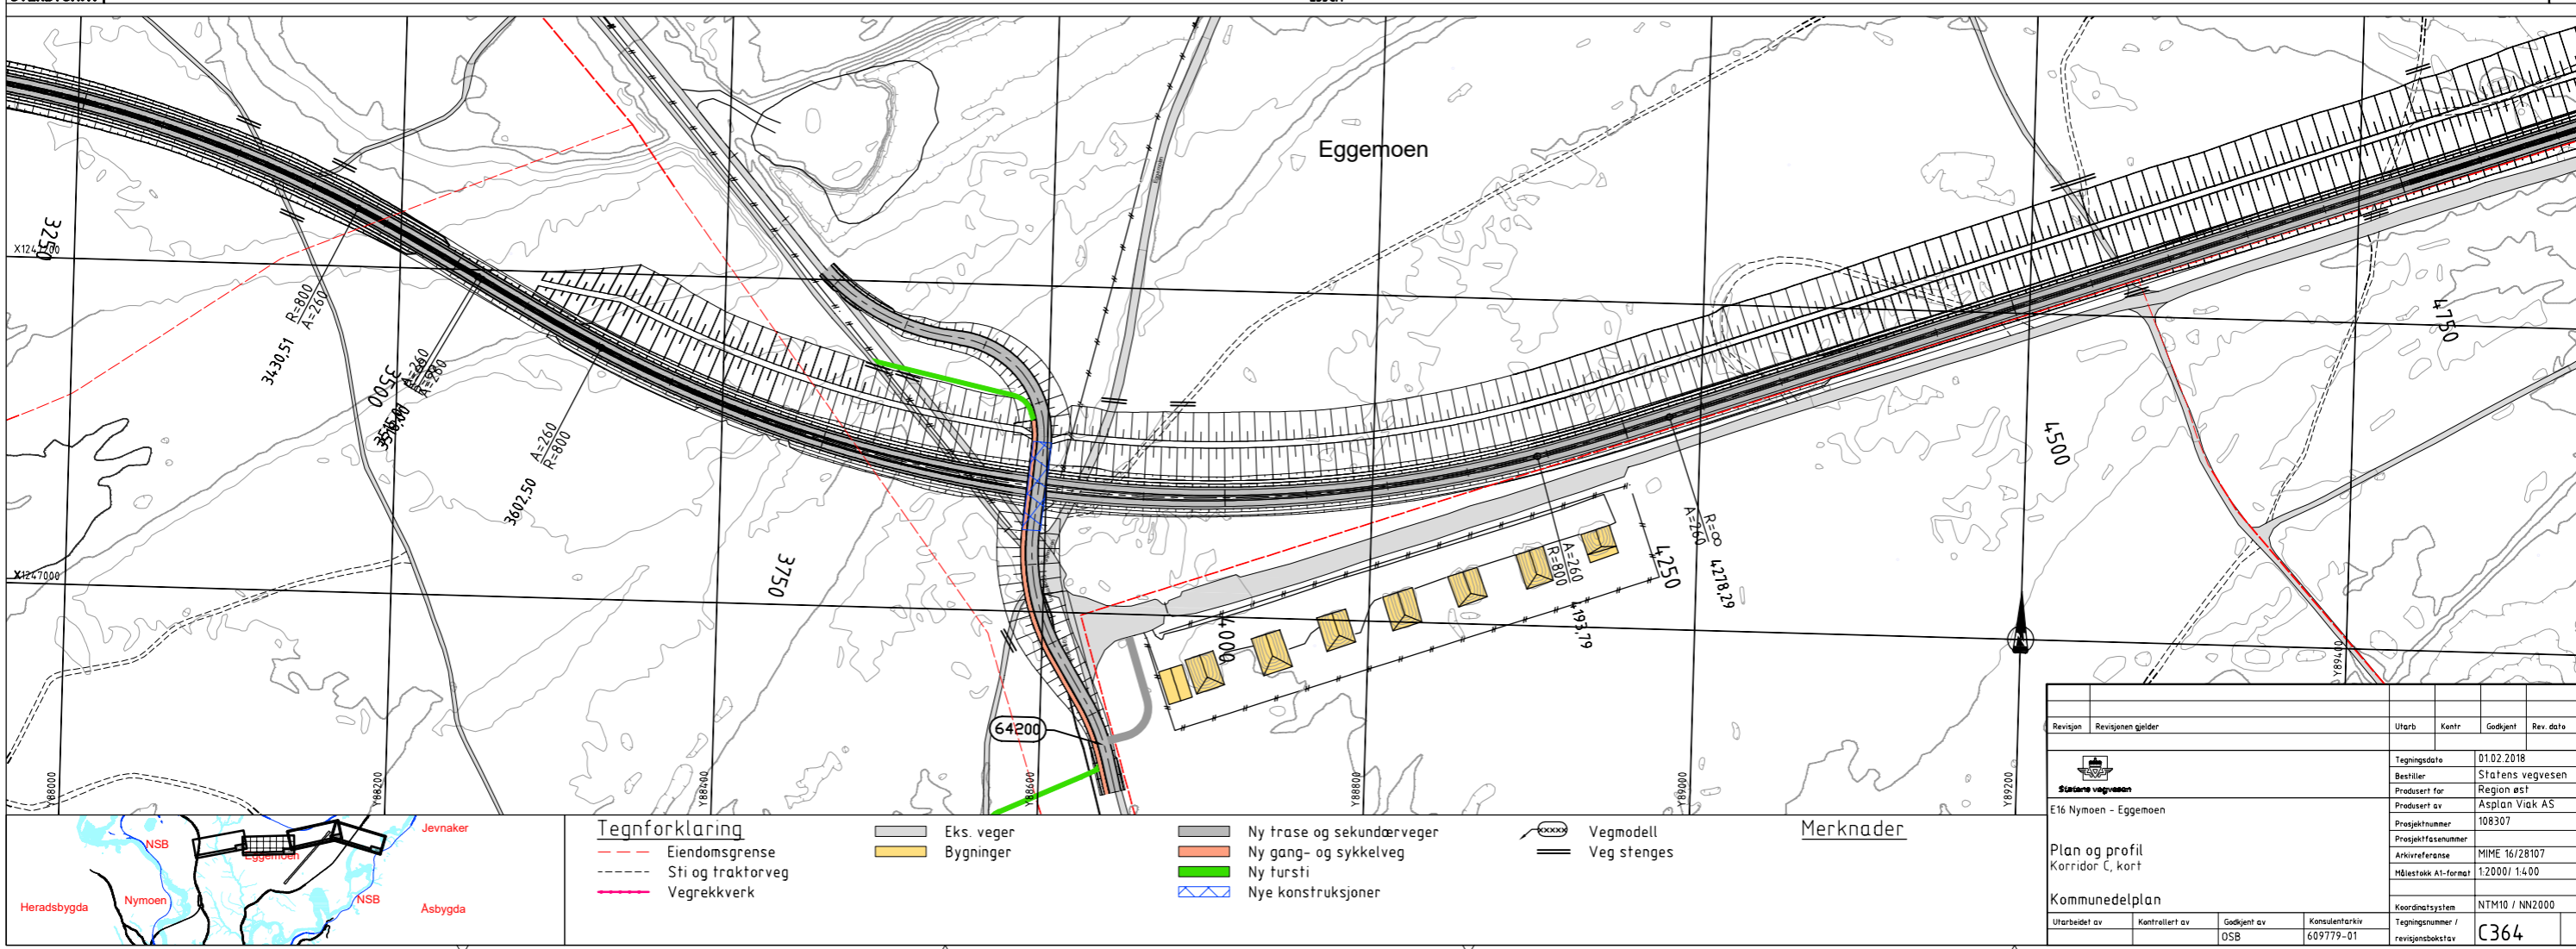 Eggemoen
X1247200
3250
R=800
A=260
3430,51
3500
A=260
A=260
3602,50
A=260
R=800
3750
X1247000
4000
4250
A=260
R=800
4193,79
R=∞
A=260
4278,29
4500
4750
64200
Y88000
Y88200
Y88400
Y88600
Y88800
Y89000
Y89200
Y89400
Jevnaker
NSB
Eggemoen
Heradsbygda
Nymoen
NSB
Åsbygda
Tegnforklaring
Eiendomsgrense
Sti og traktorveg
Vegrekkverk
Eks. veger
Bygninger
Ny trase og sekundærveger
Ny gang- og sykkelveg
Ny tursti
Nye konstruksjoner
xxxxx Vegmodell
Veg stenges
Merknader
Revisjon Revisjonen gjelder Utarb Kontr Godkjent Rev. dato
Statens vegvesen
E16 Nymoen - Eggemoen
Plan og profil
Korridor C, kort
Kommunedelplan
Tegningsdato 01.02.2018
Bestiller Statens vegvesen
Produsert for Region øst
Produsert av Asplan Viak AS
Prosjektnummer 108307
Prosjektfasenummer
Arkivreferanse MIME 16/28107
Målestokk A1-format 1:2000/ 1:400
Koordinatsystem NTM10 / NN2000
Utarbeidet av Kontrollert av Godkjent av Konsulentarkiv
OSB 609779-01
Tegningsnummer /
revisjonsbokstav C364